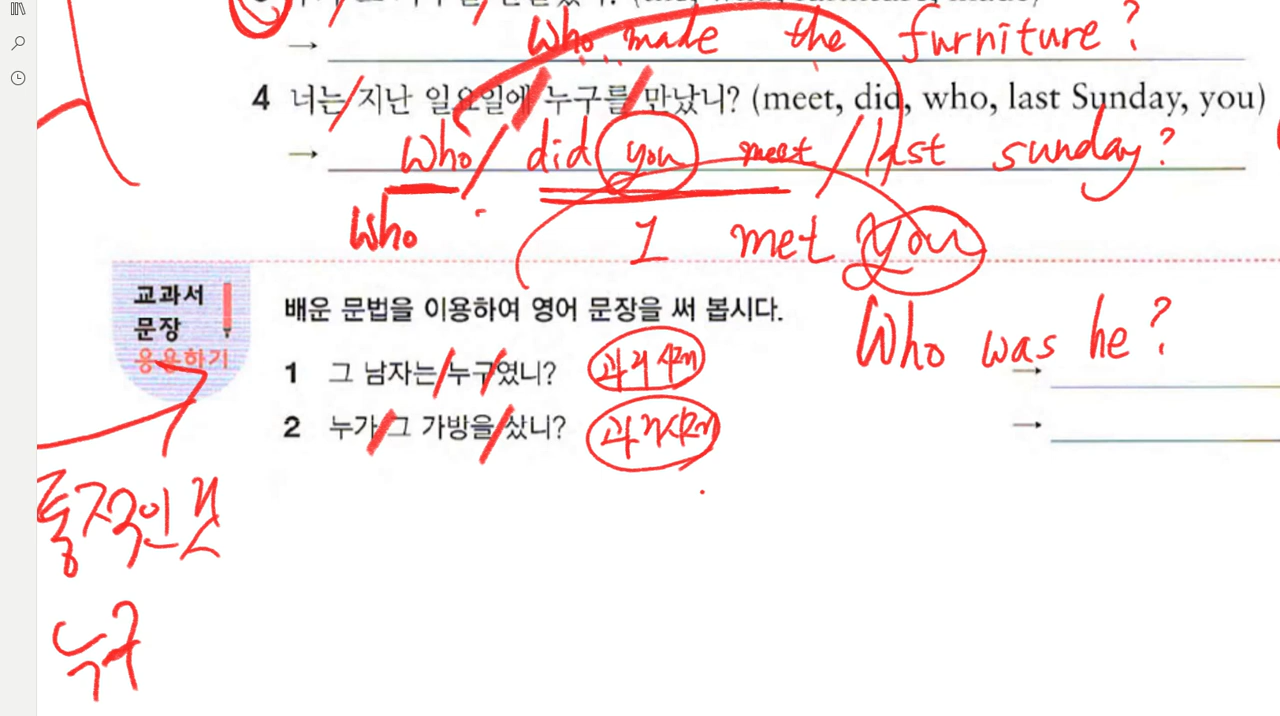 Who made the furniture?
→
4 너는 지난 일요일에 누구를 만났니? (meet, did, who, last Sunday, you)
→ Who did you meet last sunday?
who I met you
교과서
문장
응용하기
배운 문법을 이용하여 영어 문장을 써 봅시다.
Who was he?
1 그 남자는 누구였니? 과거시제 →
2 누가 그 가방을 샀니? 과거시제 →
누구